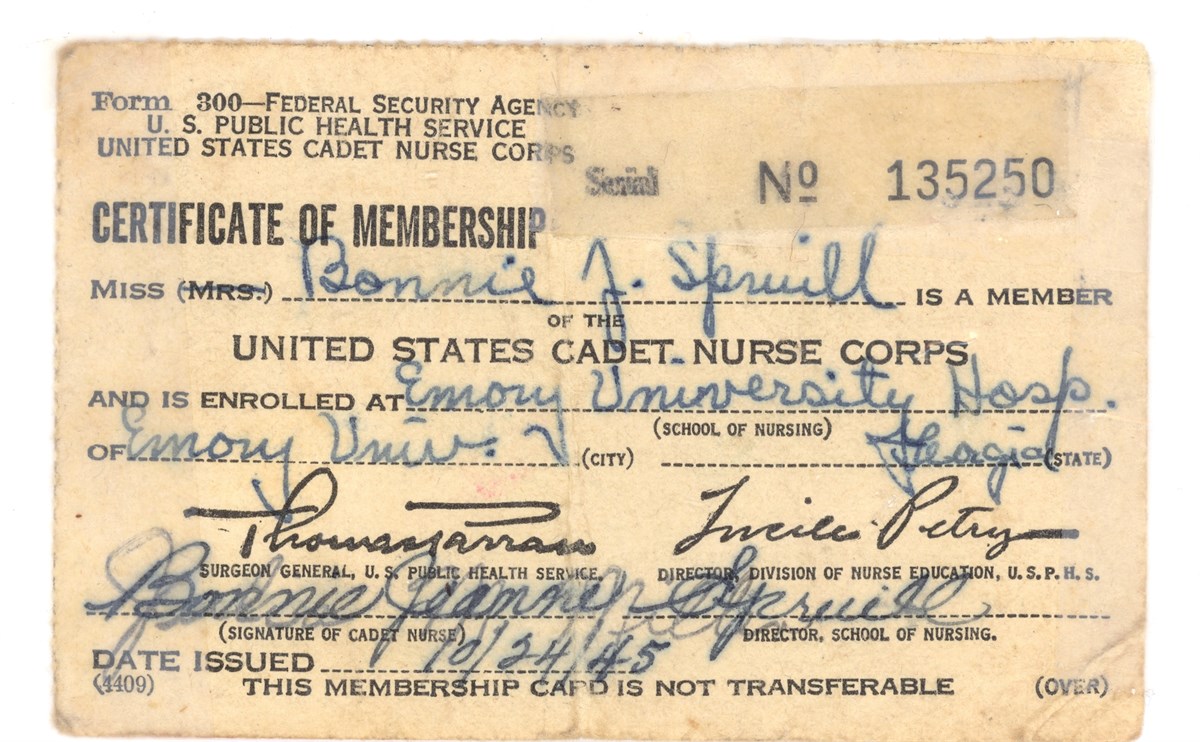 Form 300—FEDERAL SECURITY AGENCY
U. S. PUBLIC HEALTH SERVICE
UNITED STATES CADET NURSE CORPS
Serial Nº 135250
CERTIFICATE OF MEMBERSHIP
MISS (MRS.) Bonnie J. Spruill IS A MEMBER
OF THE
UNITED STATES CADET NURSE CORPS
AND IS ENROLLED AT Emory University Hosp.
(SCHOOL OF NURSING)
OF Emory Univ. (CITY) Georgia (STATE)
Thomas Parran Lucile Petry
SURGEON GENERAL, U. S. PUBLIC HEALTH SERVICE. DIRECTOR, DIVISION OF NURSE EDUCATION, U. S. P. H. S.
Bonnie Jeanne Spruill
(SIGNATURE OF CADET NURSE) DIRECTOR, SCHOOL OF NURSING.
DATE ISSUED 10/24/45
(4409) THIS MEMBERSHIP CARD IS NOT TRANSFERABLE (OVER)